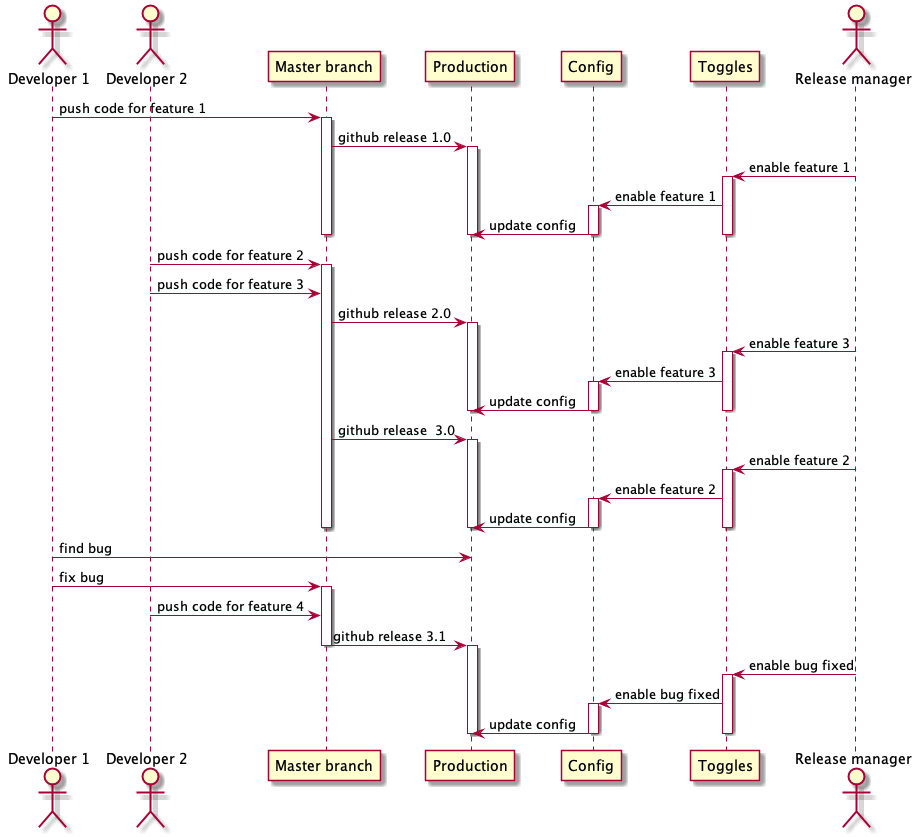 Developer 1
Developer 2
Master branch
Production
Config
Toggles
Release manager
push code for feature 1
github release 1.0
enable feature 1
enable feature 1
update config
push code for feature 2
push code for feature 3
github release 2.0
enable feature 3
enable feature 3
update config
github release  3.0
enable feature 2
enable feature 2
update config
find bug
fix bug
push code for feature 4
github release 3.1
enable bug fixed
enable bug fixed
update config
Developer 1
Developer 2
Master branch
Production
Config
Toggles
Release manager